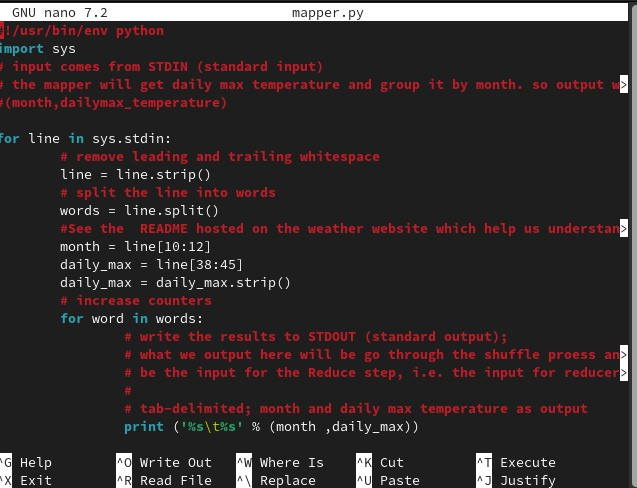 GNU nano 7.2 mapper.py
#!/usr/bin/env python
import sys
# input comes from STDIN (standard input)
# the mapper will get daily max temperature and group it by month. so output w>
#(month,dailymax_temperature)
for line in sys.stdin:
# remove leading and trailing whitespace
line = line.strip()
# split the line into words
words = line.split()
#See the  README hosted on the weather website which help us understan>
month = line[10:12]
daily_max = line[38:45]
daily_max = daily_max.strip()
# increase counters
for word in words:
# write the results to STDOUT (standard output);
# what we output here will be go through the shuffle proess an>
# be the input for the Reduce step, i.e. the input for reducer>
#
# tab-delimited; month and daily max temperature as output
print ('%s\t%s' % (month ,daily_max))
^G Help ^O Write Out ^W Where Is ^K Cut ^T Execute
^X Exit ^R Read File ^\ Replace ^U Paste ^J Justify